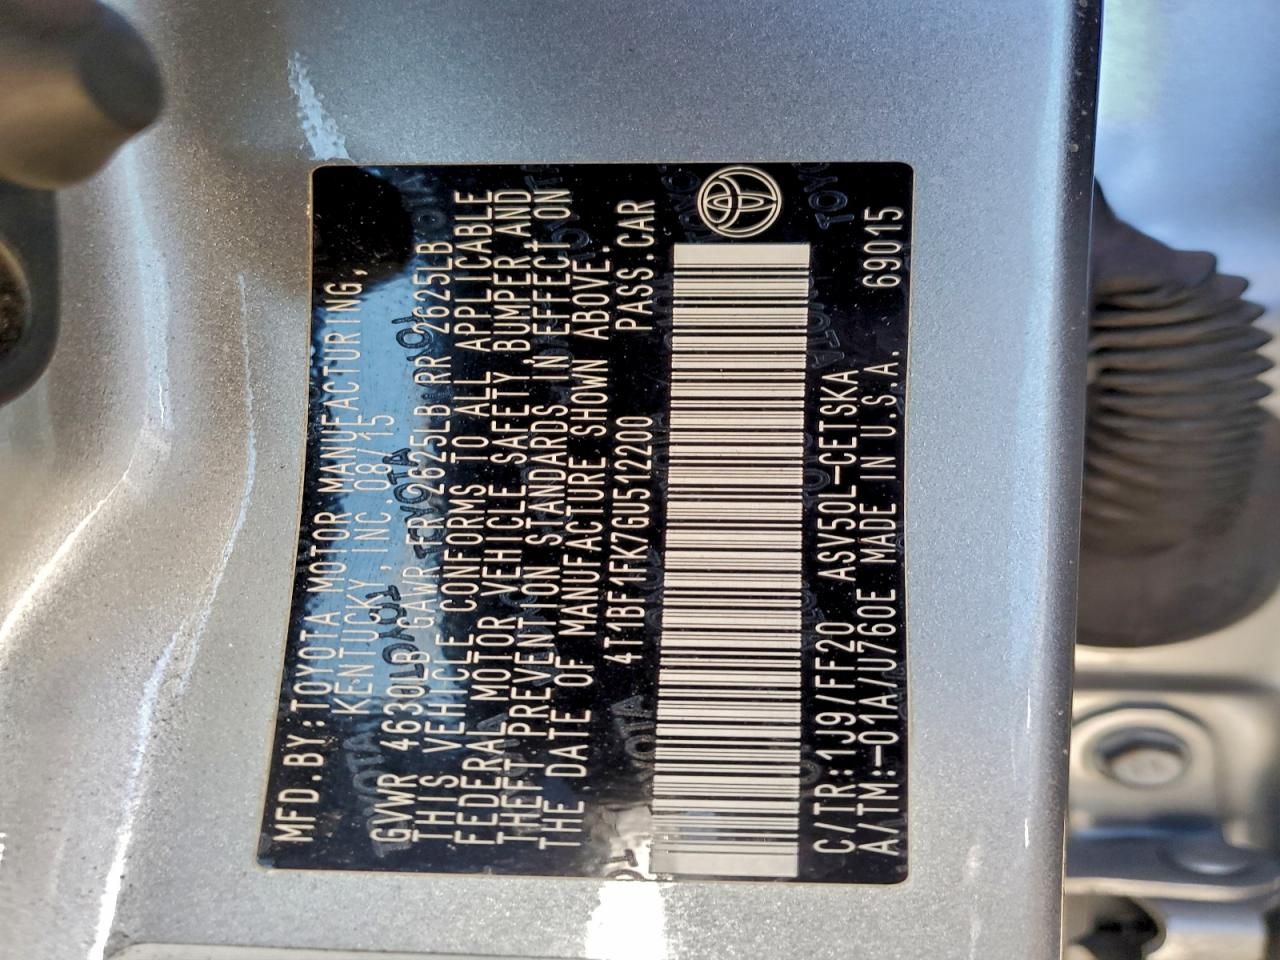 MFD.BY:TOYOTA MOTOR MANUFACTURING,
KENTUCKY,INC.08/15
GVWR 4630LB GAWR FR 2625LB RR 2625LB
THIS VEHICLE CONFORMS TO ALL APPLICABLE
FEDERAL MOTOR VEHICLE SAFETY,BUMPER,AND
THEFT PREVENTION STANDARDS IN EFFECT ON
THE DATE OF MANUFACTURE SHOWN ABOVE.
4T1BF1FK7GU512200 PASS.CAR
C/TR:1J9/FF20 ASV50L-CETSKA
A/TM:-01A/U760E MADE IN U.S.A. 69015